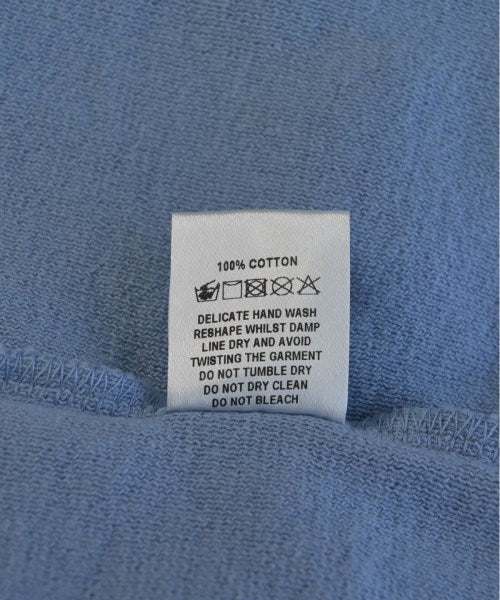 100% COTTON
DELICATE HAND WASH
RESHAPE WHILST DAMP
LINE DRY AND AVOID
TWISTING THE GARMENT
DO NOT TUMBLE DRY
DO NOT DRY CLEAN
DO NOT BLEACH